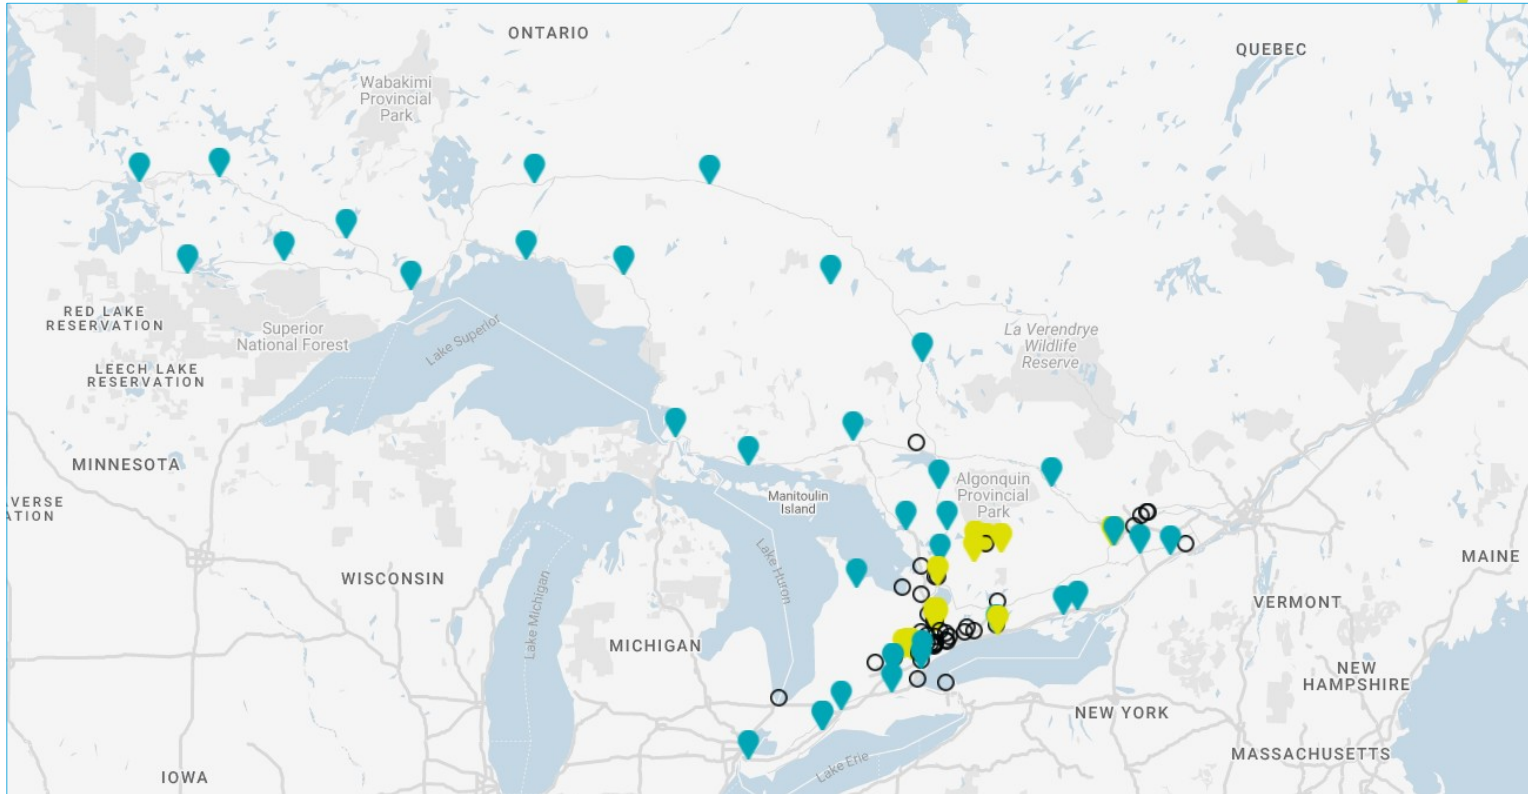 ONTARIO
QUEBEC
Wabakimi
Provincial
Park
RED LAKE
RESERVATION
Superior
National Forest
Lake Superior
La Verendrye
Wildlife
Reserve
LEECH LAKE
RESERVATION
MINNESOTA
VERSE
ATION
Manitoulin
Island
Algonquin
Provincial
Park
WISCONSIN
Lake Michigan
Lake Huron
MICHIGAN
MAINE
VERMONT
NEW
HAMPSHIRE
NEW YORK
MASSACHUSETTS
Lake Erie
IOWA